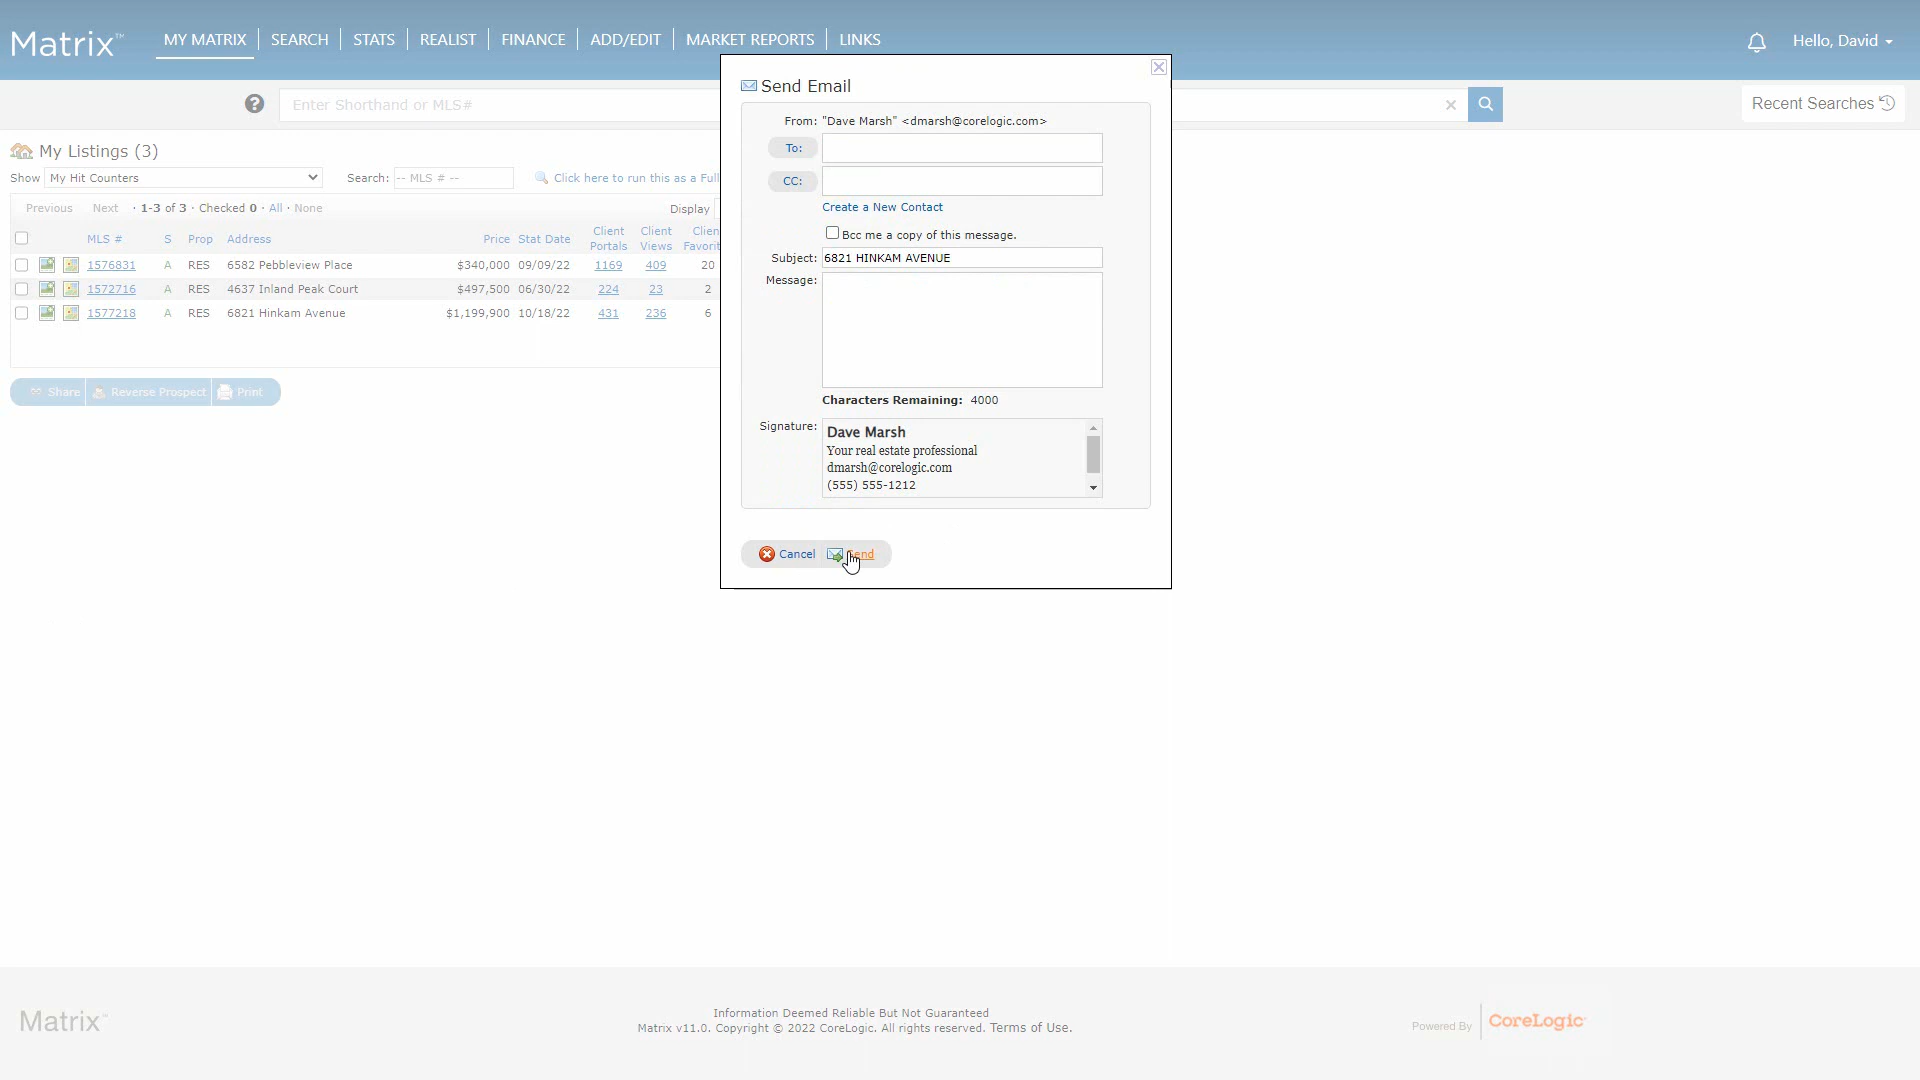 Matrix™ MY MATRIX SEARCH STATS REALIST FINANCE ADD/EDIT MARKET REPORTS LINKS Hello, David
Enter Shorthand or MLS# Recent Searches
My Listings (3)
Show My Hit Counters Search: -- MLS # -- Click here to run this as a Full
Previous Next · 1-3 of 3 · Checked 0 · All · None Display
MLS # S Prop Address Price Stat Date Client Portals Client Views Clien Favorit
1576831 A RES 6582 Pebbleview Place $340,000 09/09/22 1169 409 20
1572716 A RES 4637 Inland Peak Court $497,500 06/30/22 224 23 2
1577218 A RES 6821 Hinkam Avenue $1,199,900 10/18/22 431 236 6
Share Reverse Prospect Print
Send Email
From: "Dave Marsh" <dmarsh@corelogic.com>
To:
CC:
Create a New Contact
Bcc me a copy of this message.
Subject: 6821 HINKAM AVENUE
Message:
Characters Remaining: 4000
Signature: Dave Marsh
Your real estate professional
dmarsh@corelogic.com
(555) 555-1212
Cancel Send
Matrix™
Information Deemed Reliable But Not Guaranteed
Matrix v11.0. Copyright © 2022 CoreLogic. All rights reserved. Terms of Use.
Powered By CoreLogic